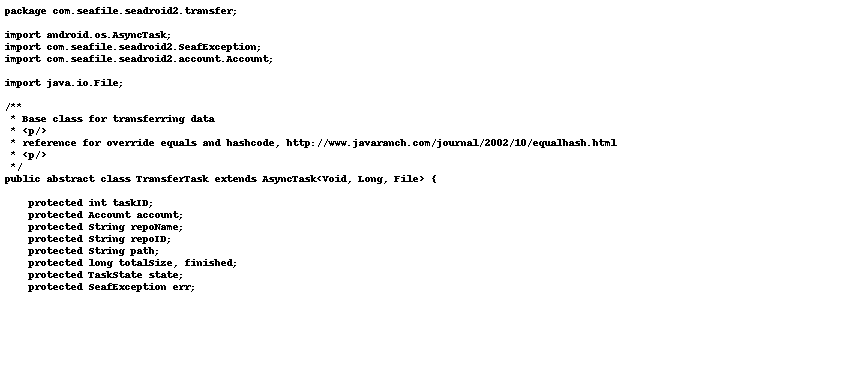 package com.seafile.seadroid2.transfer;
import android.os.AsyncTask;
import com.seafile.seadroid2.SeafException;
import com.seafile.seadroid2.account.Account;
import java.io.File;
/**
 * Base class for transferring data
 * <p/>
 * reference for override equals and hashcode, http://www.javaranch.com/journal/2002/10/equalhash.html
 * <p/>
 */
public abstract class TransferTask extends AsyncTask<Void, Long, File> {
    protected int taskID;
    protected Account account;
    protected String repoName;
    protected String repoID;
    protected String path;
    protected long totalSize, finished;
    protected TaskState state;
    protected SeafException err;